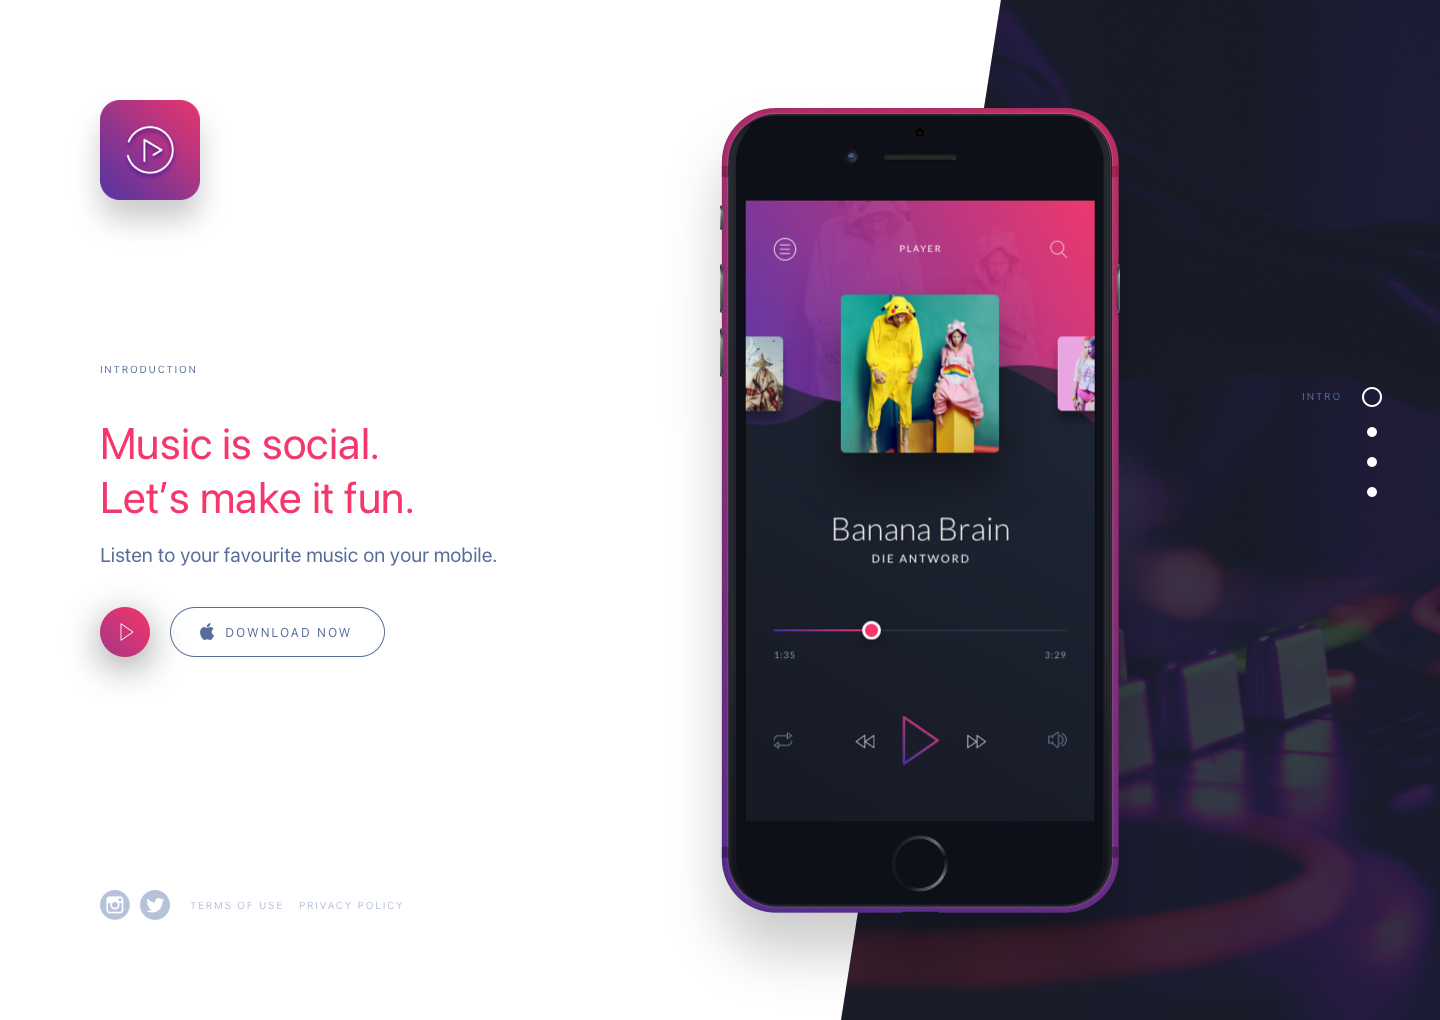 INTRODUCTION
Music is social.
Let’s make it fun.
Listen to your favourite music on your mobile.
DOWNLOAD NOW
TERMS OF USE PRIVACY POLICY
PLAYER
Banana Brain
DIE ANTWORD
1:35 3:29
INTRO